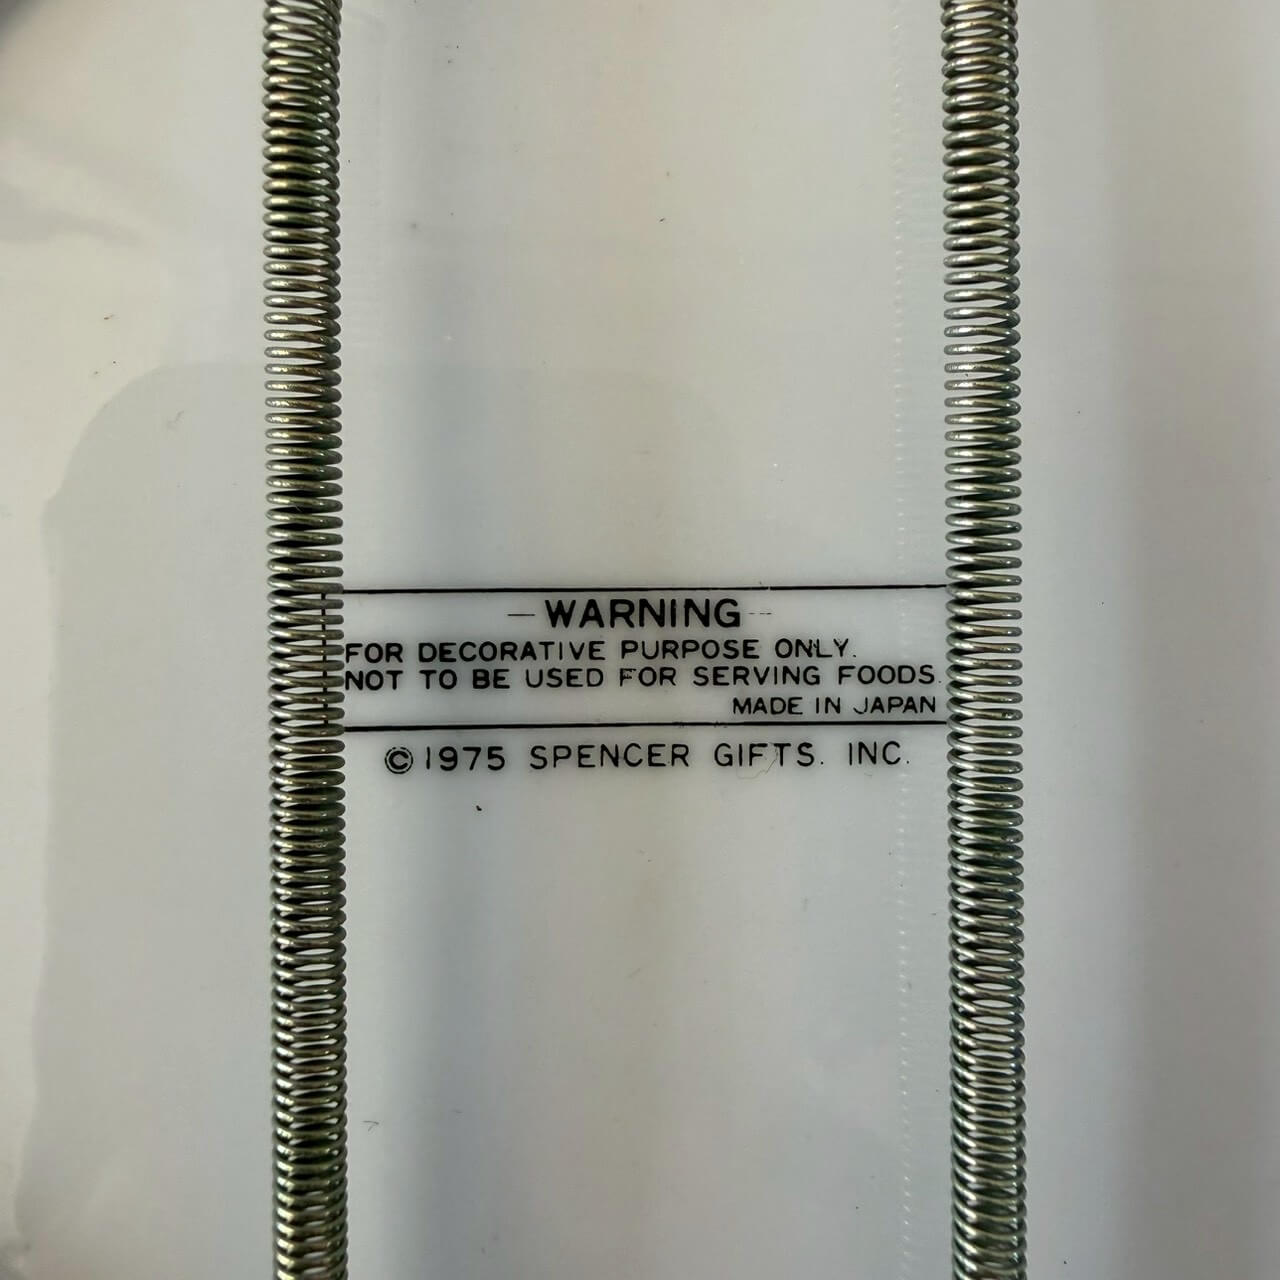 — WARNING —
FOR DECORATIVE PURPOSE ONLY.
NOT TO BE USED FOR SERVING FOODS.
MADE IN JAPAN
© 1975 SPENCER GIFTS. INC.